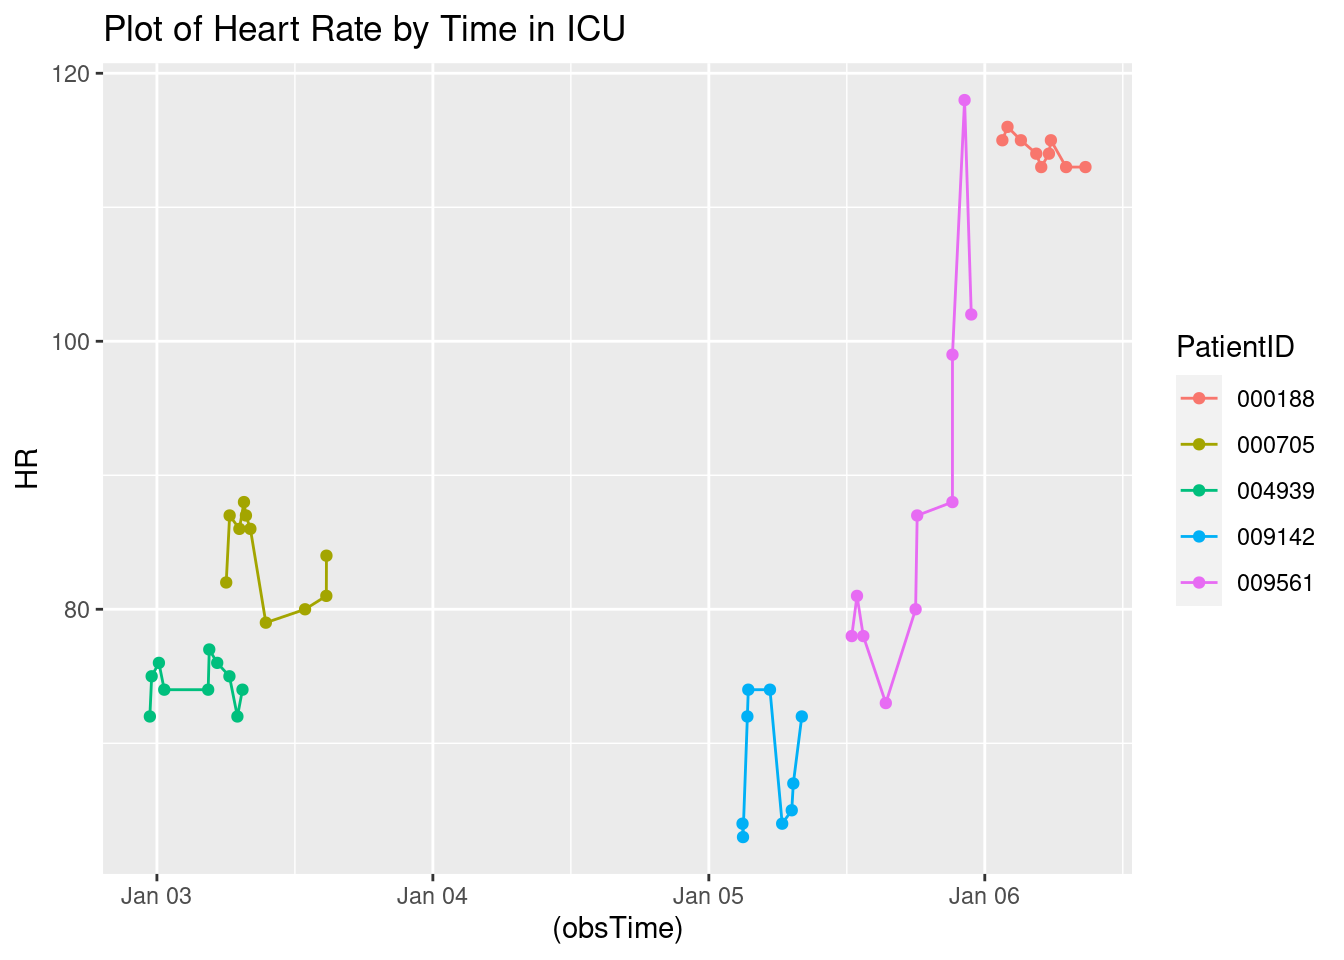 Plot of Heart Rate by Time in ICU
120
100
80
HR
Jan 03
Jan 04
Jan 05
Jan 06
(obsTime)
PatientID
000188
000705
004939
009142
009561